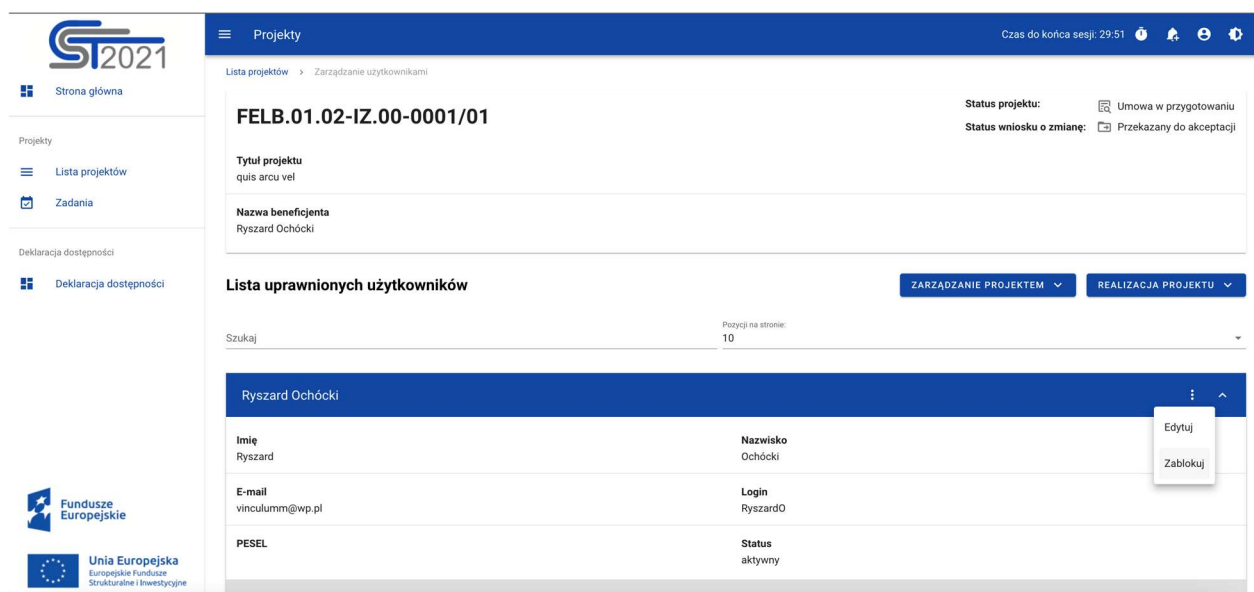 CST2021
Projekty
Czas do końca sesji: 29:51
Lista projektów > Zarządzanie użytkownikami
Strona główna
Projekty
Lista projektów
Zadania
Deklaracja dostępności
Deklaracja dostępności
Fundusze
Europejskie
Unia Europejska
Europejskie Fundusze
Strukturalne i Inwestycyjne
FELB.01.02-IZ.00-0001/01
Status projektu: Umowa w przygotowaniu
Status wniosku o zmianę: Przekazany do akceptacji
Tytuł projektu
quis arcu vel
Nazwa beneficjenta
Ryszard Ochócki
Lista uprawnionych użytkowników
ZARZĄDZANIE PROJEKTEM
REALIZACJA PROJEKTU
Szukaj
Pozycji na stronie:
10
Ryszard Ochócki
Edytuj
Zablokuj
Imię
Ryszard
Nazwisko
Ochócki
E-mail
vinculumm@wp.pl
Login
RyszardO
PESEL
Status
aktywny